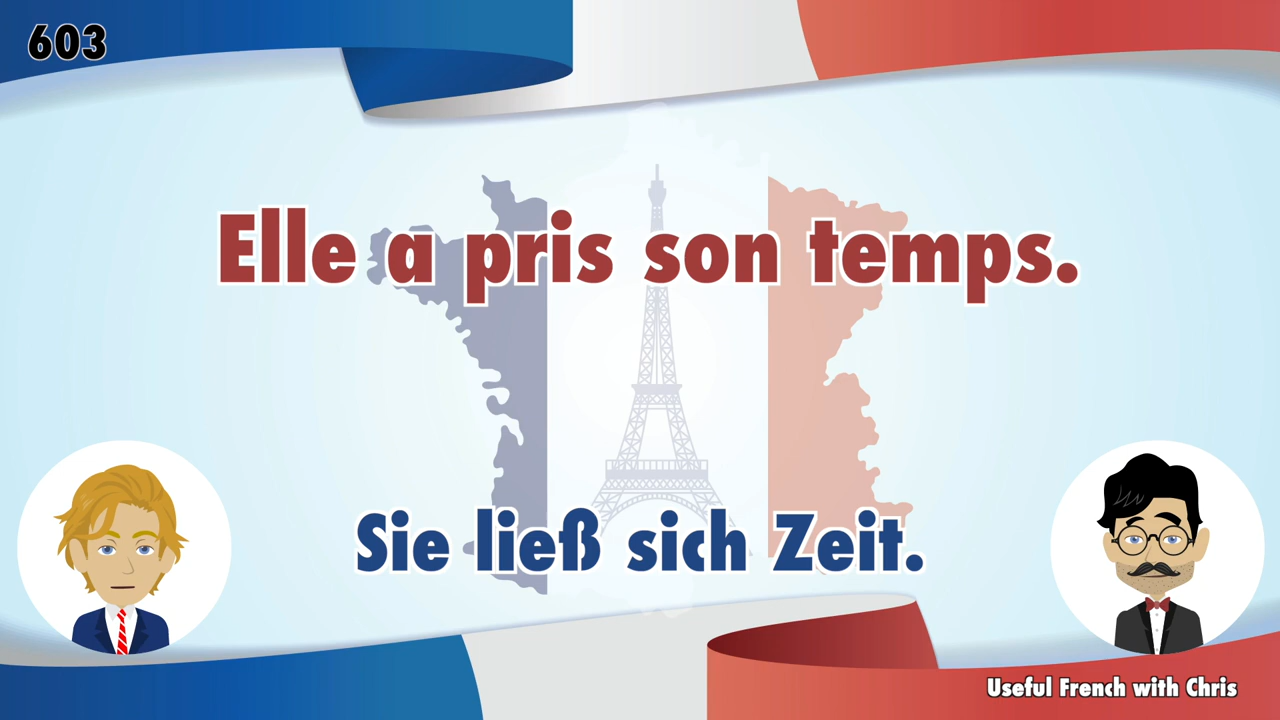 603
Elle a pris son temps.
Sie ließ sich Zeit.
Useful French with Chris